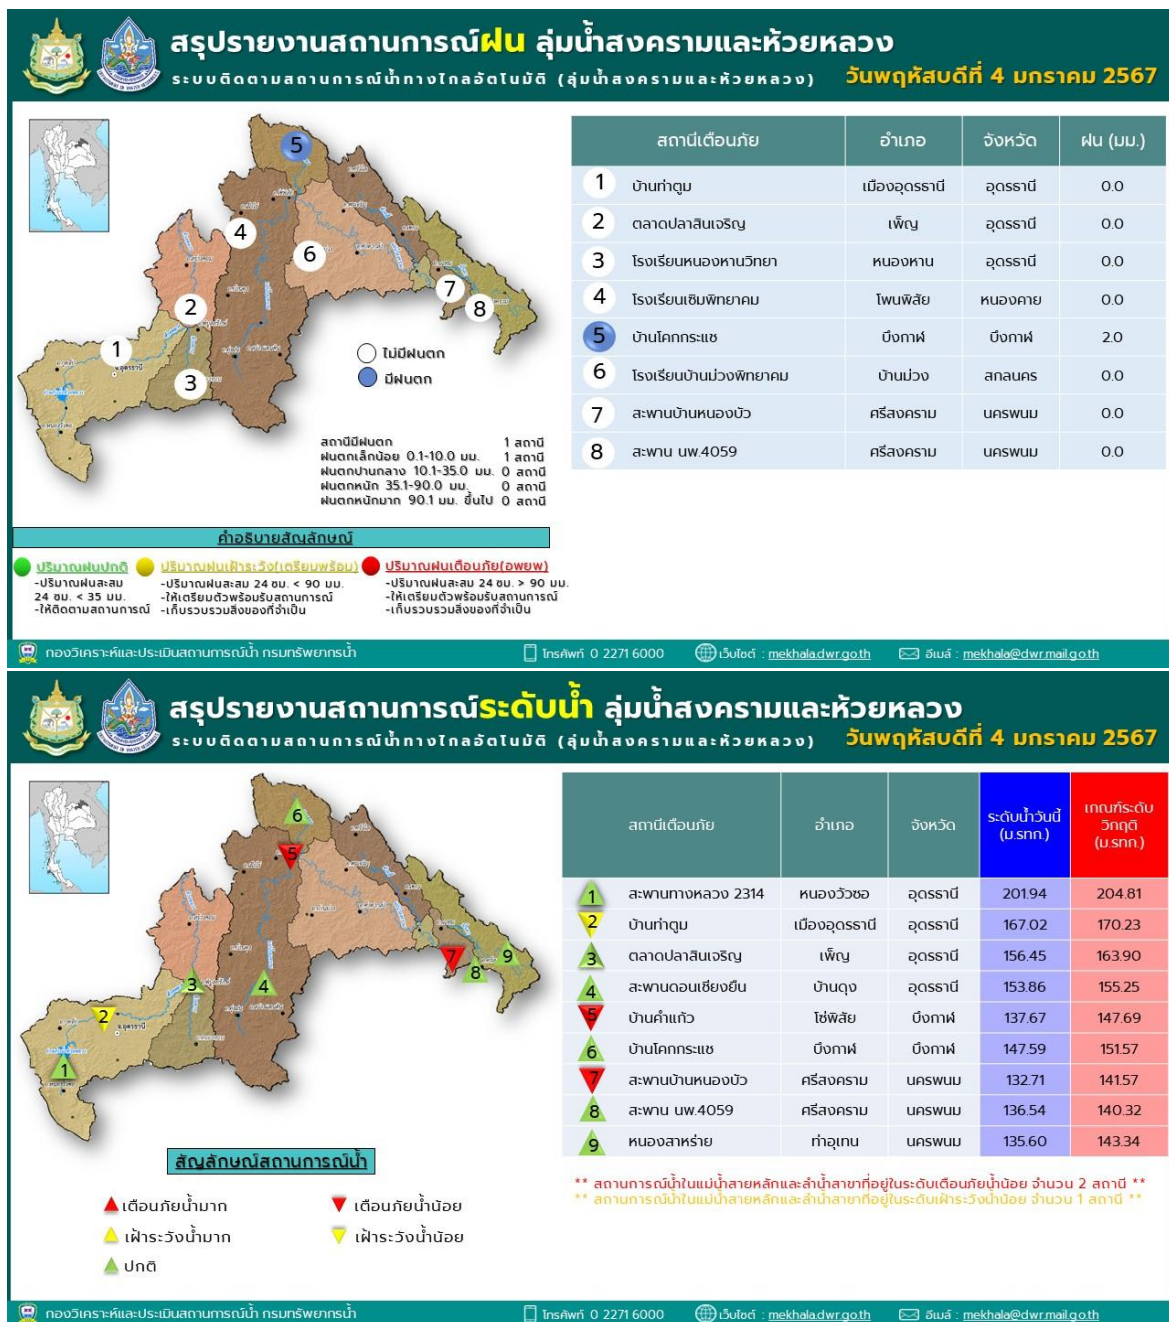 สรุปรายงานสถานการณ์ฝน ลุ่มน้ำสงครามและห้วยหลวง
ระบบติดตามสถานการณ์น้ำทางไกลอัตโนมัติ (ลุ่มน้ำสงครามและห้วยหลวง) วันพฤหัสบดีที่ 4 มกราคม 2567
สถานีเตือนภัย อำเภอ จังหวัด ฝน (มม.)
1 บ้านท่าตูม เมืองอุดรธานี อุดรธานี 0.0
2 ตลาดปลาสินเจริญ เพ็ญ อุดรธานี 0.0
3 โรงเรียนหนองหานวิทยา หนองหาน อุดรธานี 0.0
4 โรงเรียนเซิมพิทยาคม โพนพิสัย หนองคาย 0.0
5 บ้านโคกกระแซ บึงกาฬ บึงกาฬ 2.0
6 โรงเรียนบ้านม่วงพิทยาคม บ้านม่วง สกลนคร 0.0
7 สะพานบ้านหนองบัว ศรีสงคราม นครพนม 0.0
8 สะพาน นพ.4059 ศรีสงคราม นครพนม 0.0
5
4
6
7
8
2
1
3
ไม่มีฝนตก
มีฝนตก
สถานีมีฝนตก 1 สถานี
ฝนตกเล็กน้อย 0.1-10.0 มม. 1 สถานี
ฝนตกปานกลาง 10.1-35.0 มม. 0 สถานี
ฝนตกหนัก 35.1-90.0 มม. 0 สถานี
ฝนตกหนักมาก 90.1 มม. ขึ้นไป 0 สถานี
คำอธิบายสัญลักษณ์
ปริมาณฝนปกติ
-ปริมาณฝนสะสม
24 ชม. < 35 มม.
-ให้ติดตามสถานการณ์
ปริมาณฝนเฝ้าระวัง(เตรียมพร้อม)
-ปริมาณฝนสะสม 24 ชม. < 90 มม.
-ให้เตรียมตัวพร้อมรับสถานการณ์
-เก็บรวบรวมสิ่งของที่จำเป็น
ปริมาณฝนเตือนภัย(อพยพ)
-ปริมาณฝนสะสม 24 ชม. > 90 มม.
-ให้เตรียมตัวพร้อมรับสถานการณ์
-เก็บรวบรวมสิ่งของที่จำเป็น
กองวิเคราะห์และประเมินสถานการณ์น้ำ กรมทรัพยากรน้ำ โทรศัพท์ 0 2271 6000 เว็บไซต์ : mekhala.dwr.go.th อีเมล์ : mekhala@dwr.mail.go.th
สรุปรายงานสถานการณ์ระดับน้ำ ลุ่มน้ำสงครามและห้วยหลวง
ระบบติดตามสถานการณ์น้ำทางไกลอัตโนมัติ (ลุ่มน้ำสงครามและห้วยหลวง) วันพฤหัสบดีที่ 4 มกราคม 2567
สถานีเตือนภัย อำเภอ จังหวัด ระดับน้ำวันนี้ (ม.รทก.) เกณฑ์ระดับวิกฤติ (ม.รทก.)
1 สะพานทางหลวง 2314 หนองวัวซอ อุดรธานี 201.94 204.81
2 บ้านท่าตูม เมืองอุดรธานี อุดรธานี 167.02 170.23
3 ตลาดปลาสินเจริญ เพ็ญ อุดรธานี 156.45 163.90
4 สะพานดอนเซียงยืน บ้านดุง อุดรธานี 153.86 155.25
5 บ้านคำแก้ว โซ่พิสัย บึงกาฬ 137.67 147.69
6 บ้านโคกกระแซ บึงกาฬ บึงกาฬ 147.59 151.57
7 สะพานบ้านหนองบัว ศรีสงคราม นครพนม 132.71 141.57
8 สะพาน นพ.4059 ศรีสงคราม นครพนม 136.54 140.32
9 หนองสาหร่าย ท่าอุเทน นครพนม 135.60 143.34
6
5
7
8
9
3
4
2
1
** สถานการณ์น้ำในแม่น้ำสายหลักและลำน้ำสาขาที่อยู่ในระดับเตือนภัยน้ำน้อย จำนวน 2 สถานี **
** สถานการณ์น้ำในแม่น้ำสายหลักและลำน้ำสาขาที่อยู่ในระดับเฝ้าระวังน้ำน้อย จำนวน 1 สถานี **
สัญลักษณ์สถานการณ์น้ำ
เตือนภัยน้ำมาก เตือนภัยน้ำน้อย
เฝ้าระวังน้ำมาก เฝ้าระวังน้ำน้อย
ปกติ
กองวิเคราะห์และประเมินสถานการณ์น้ำ กรมทรัพยากรน้ำ โทรศัพท์ 0 2271 6000 เว็บไซต์ : mekhala.dwr.go.th อีเมล์ : mekhala@dwr.mail.go.th